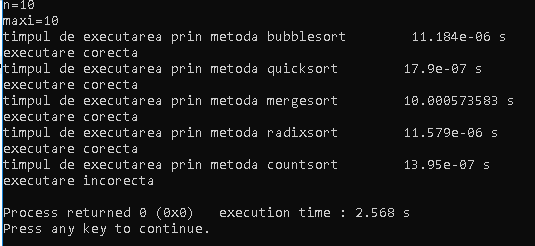 n=10
maxi=10
timpul de executarea prin metoda bubblesort 11.184e-06 s
executare corecta
timpul de executarea prin metoda quicksort 17.9e-07 s
executare corecta
timpul de executarea prin metoda mergesort 10.000573583 s
executare corecta
timpul de executarea prin metoda radixsort 11.579e-06 s
executare corecta
timpul de executarea prin metoda countsort 13.95e-07 s
executare incorecta
Process returned 0 (0x0) execution time : 2.568 s
Press any key to continue.